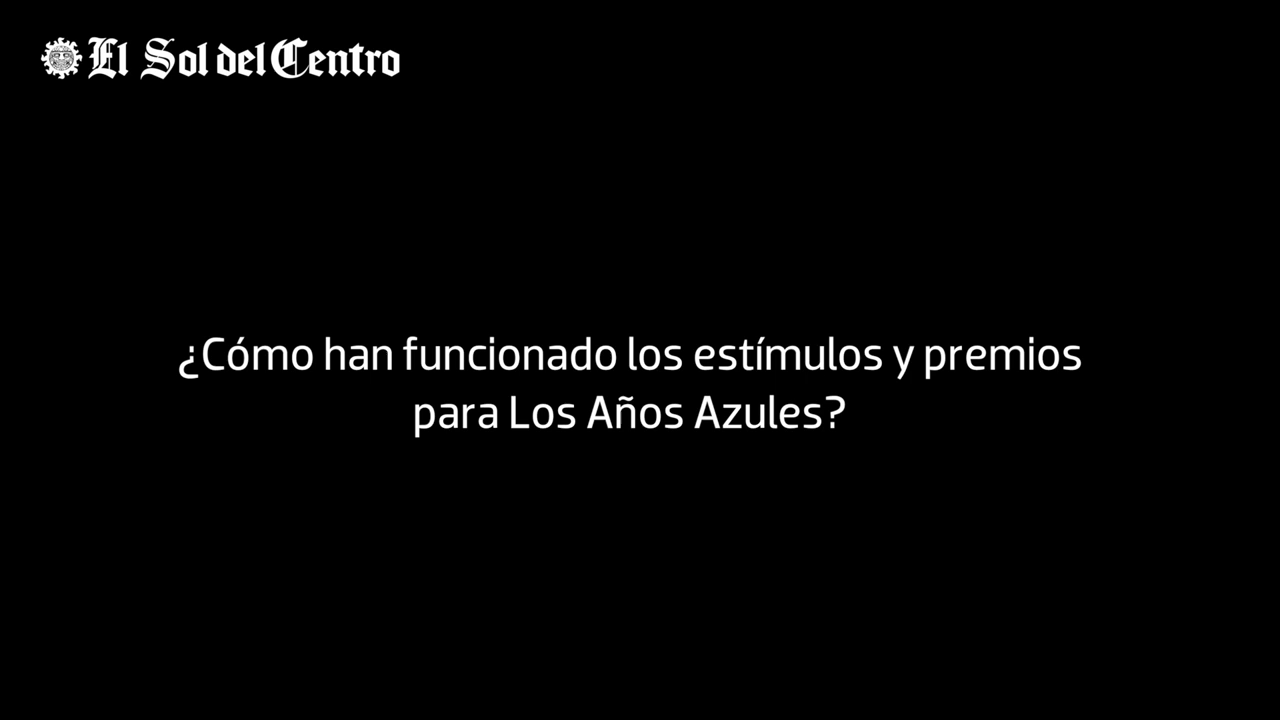 El Sol del Centro
¿Cómo han funcionado los estímulos y premios
para Los Años Azules?